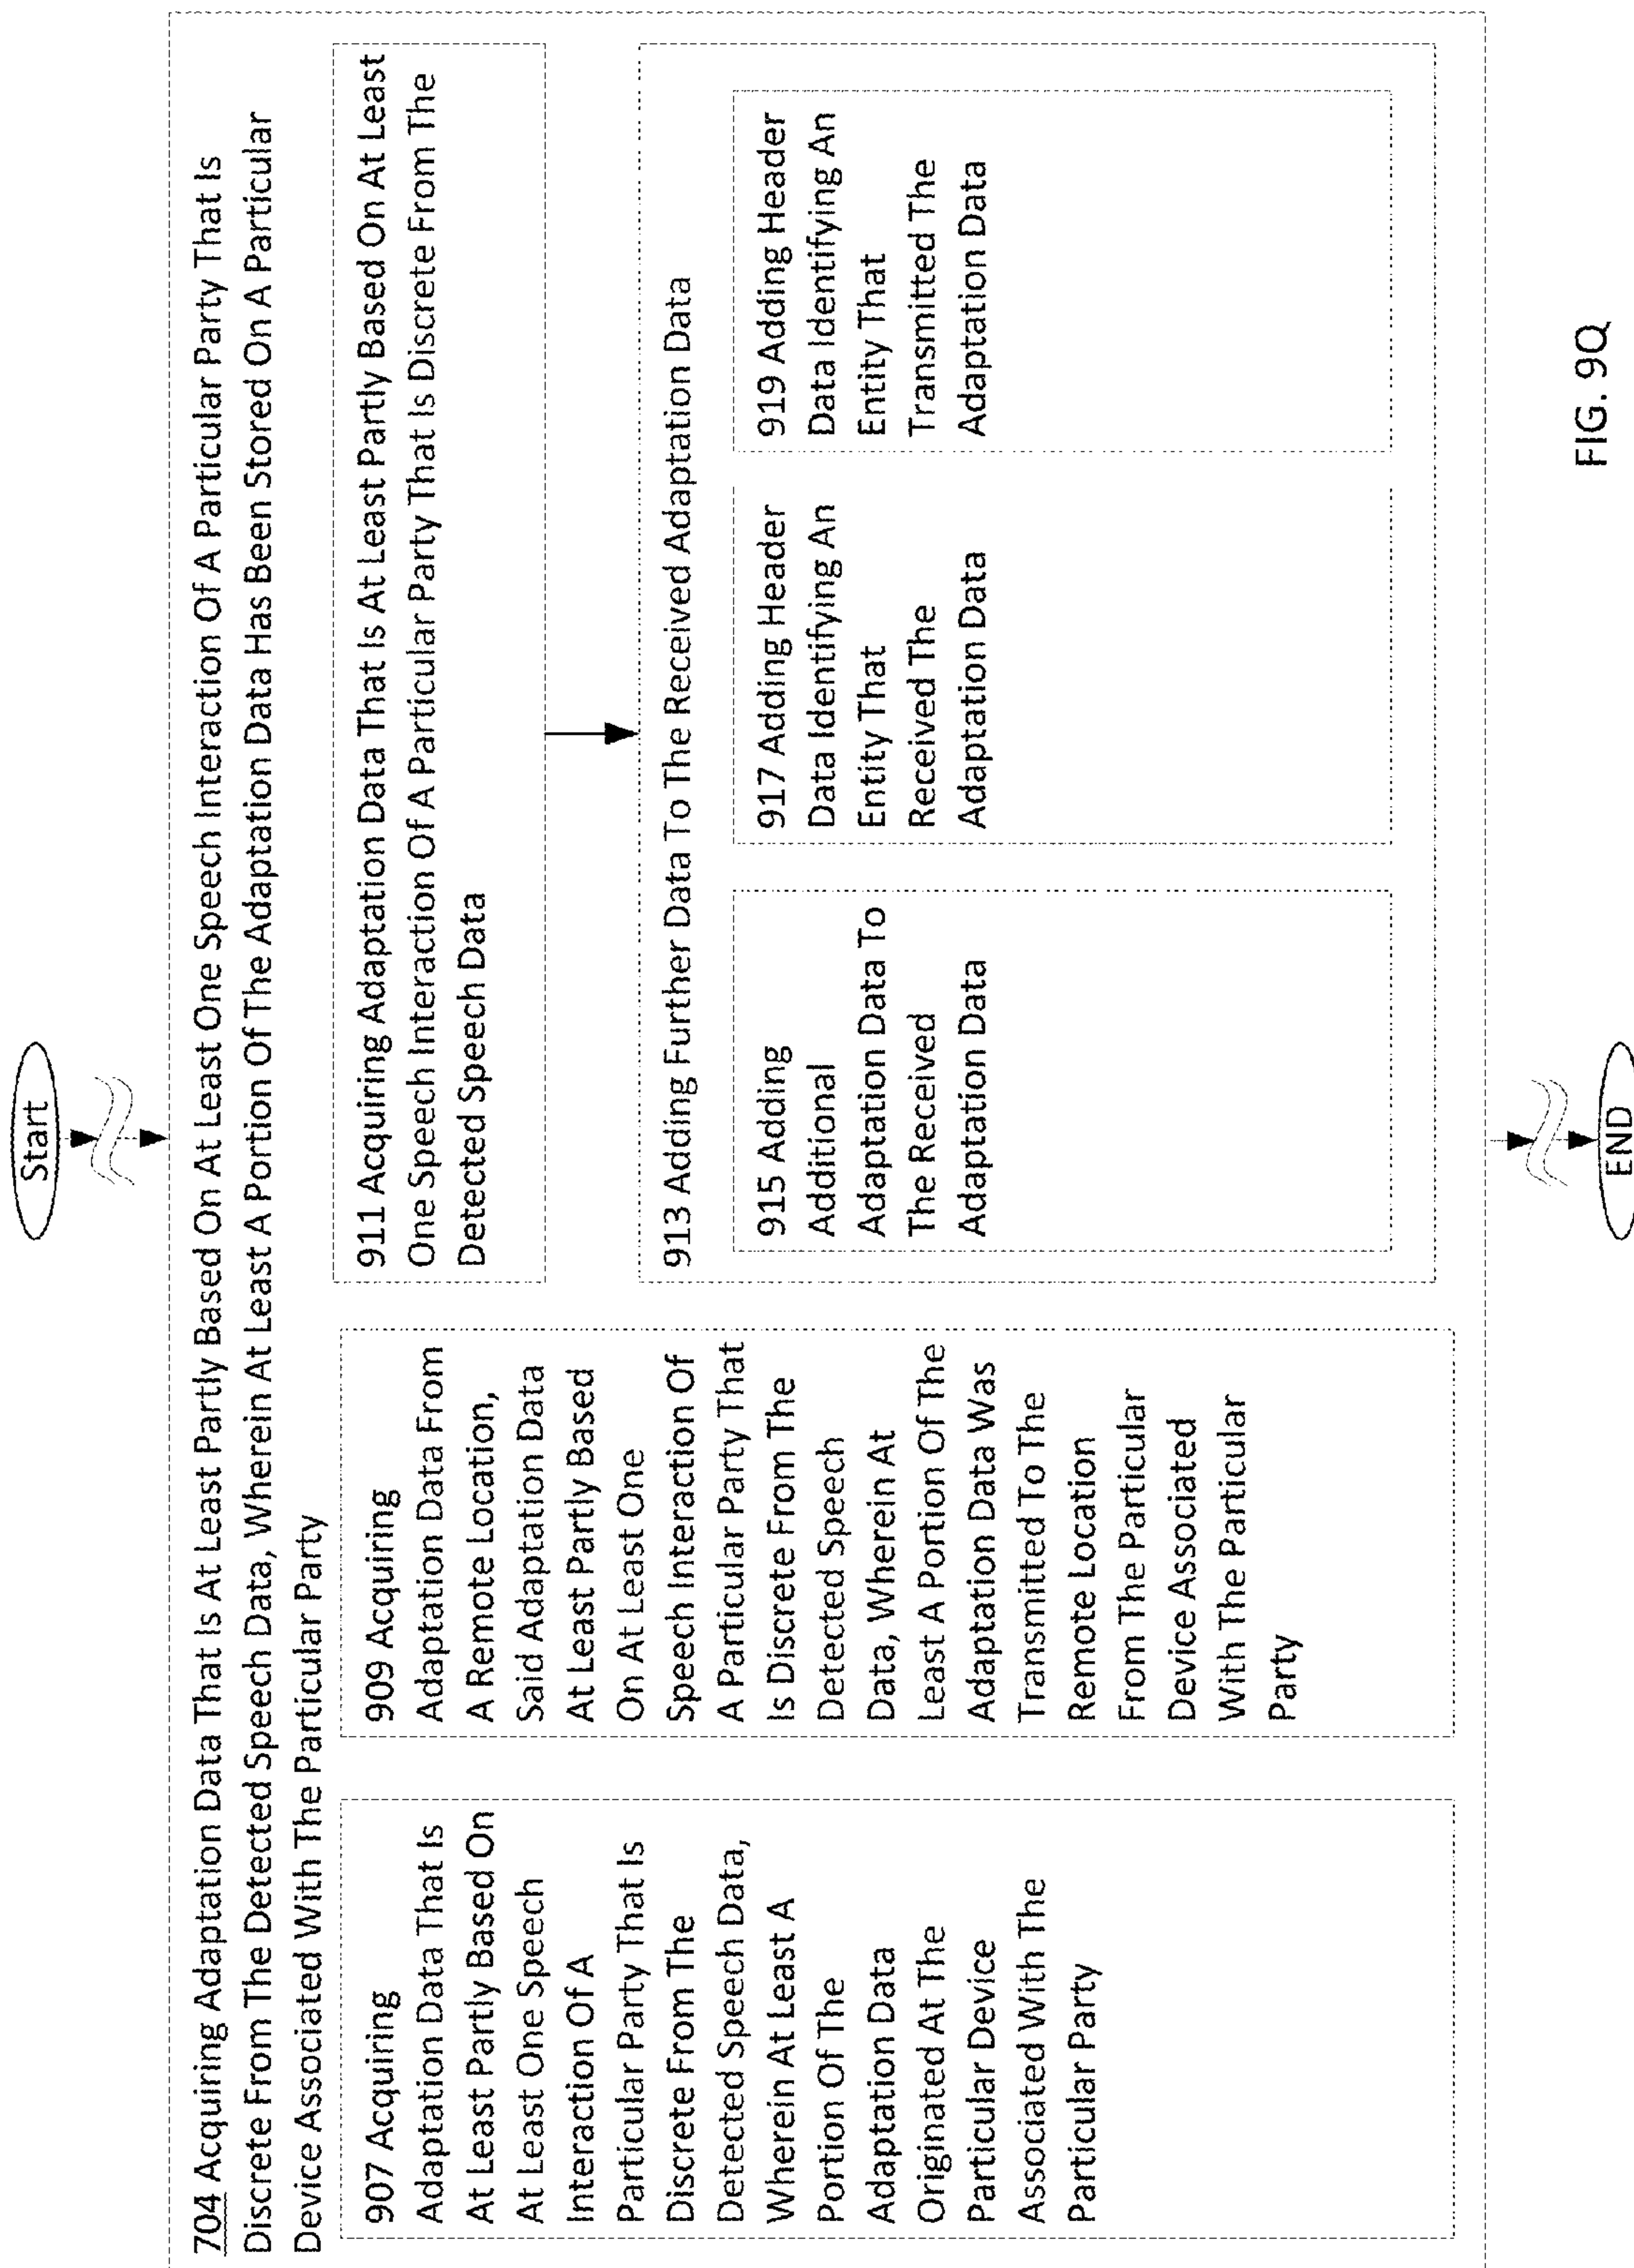 Start
704 Acquiring Adaptation Data That Is At Least Partly Based On At Least One Speech Interaction Of A Particular Party That Is
Discrete From The Detected Speech Data, Wherein At Least A Portion Of The Adaptation Data Has Been Stored On A Particular
Device Associated With The Particular Party
907 Acquiring
Adaptation Data That Is
At Least Partly Based On
At Least One Speech
Interaction Of A
Particular Party That Is
Discrete From The
Detected Speech Data,
Wherein At Least A
Portion Of The
Adaptation Data
Originated At The
Particular Device
Associated With The
Particular Party
909 Acquiring
Adaptation Data From
A Remote Location,
Said Adaptation Data
At Least Partly Based
On At Least One
Speech Interaction Of
A Particular Party That
Is Discrete From The
Detected Speech
Data, Wherein At
Least A Portion Of The
Adaptation Data Was
Transmitted To The
Remote Location
From The Particular
Device Associated
With The Particular
Party
911 Acquiring Adaptation Data That Is At Least Partly Based On At Least
One Speech Interaction Of A Particular Party That Is Discrete From The
Detected Speech Data
913 Adding Further Data To The Received Adaptation Data
915 Adding
Additional
Adaptation Data To
The Received
Adaptation Data
917 Adding Header
Data Identifying An
Entity That
Received The
Adaptation Data
919 Adding Header
Data Identifying An
Entity That
Transmitted The
Adaptation Data
END
FIG. 9Q